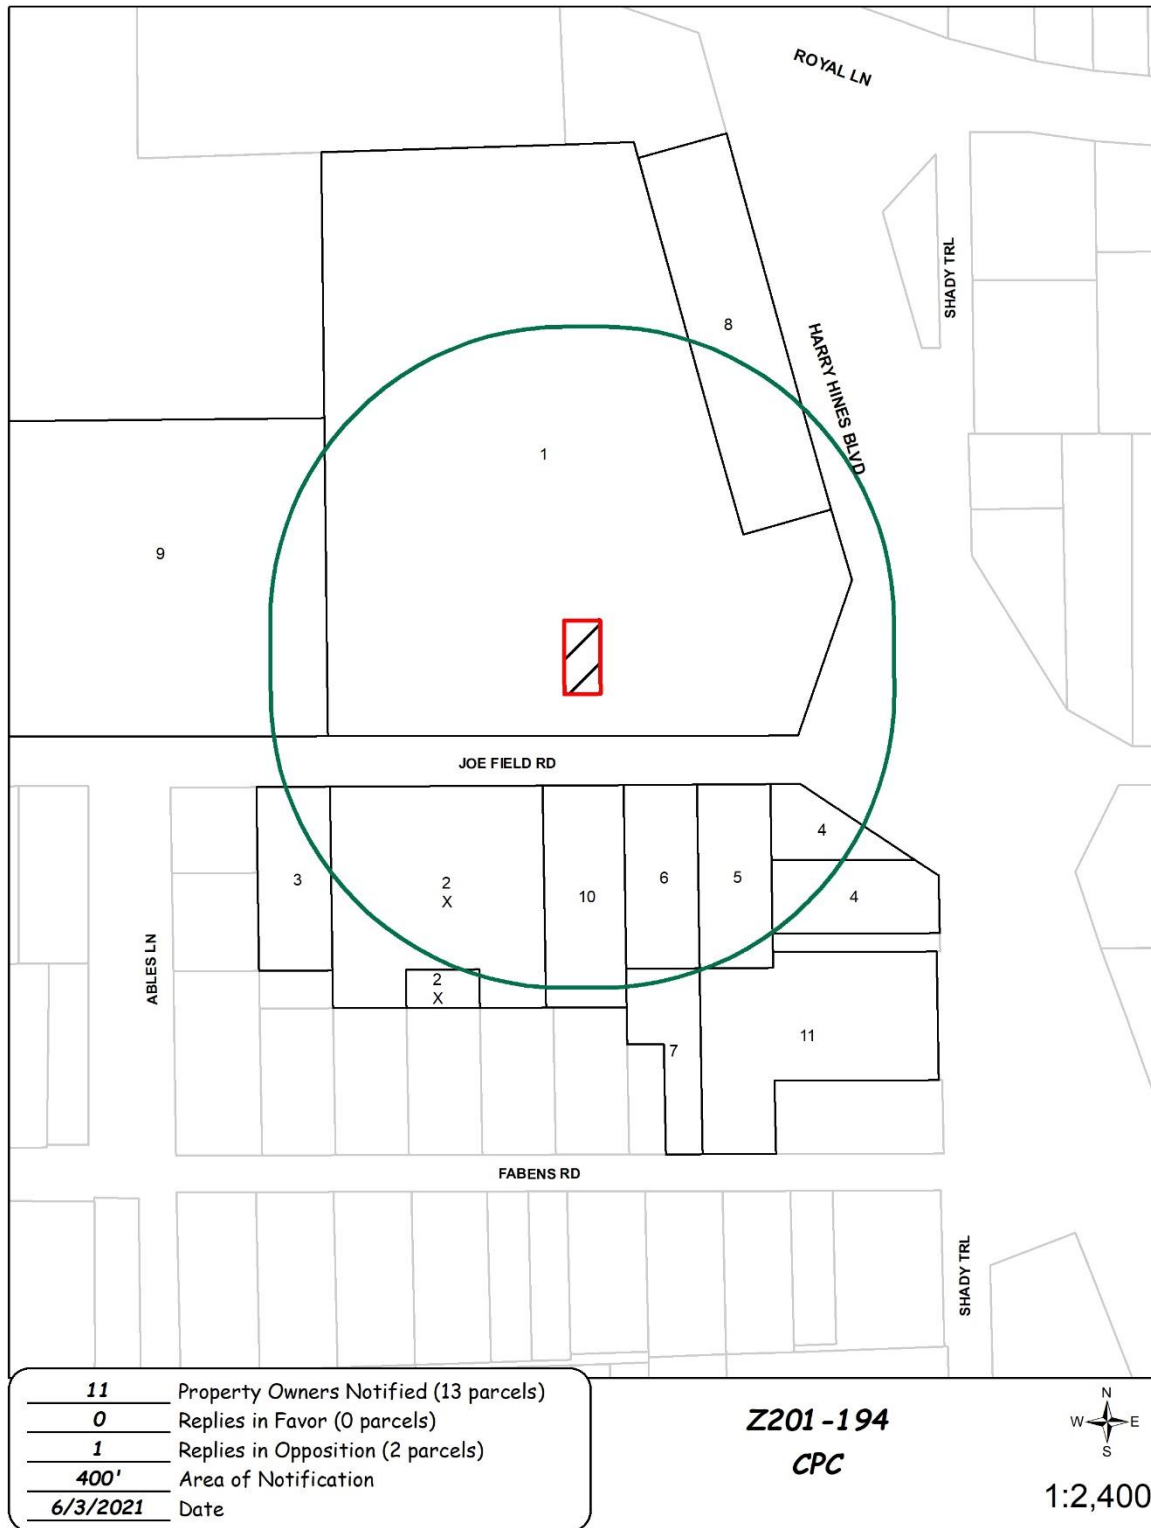 ROYAL LN
SHADY TRL
8
HARRY HINES BLVD
1
9
JOE FIELD RD
4
3
2
X
10
6
5
4
ABLES LN
2
X
7
11
FABENS RD
SHADY TRL
11 Property Owners Notified (13 parcels)
0 Replies in Favor (0 parcels)
1 Replies in Opposition (2 parcels)
400' Area of Notification
6/3/2021 Date
Z201-194
CPC
N
W E
S
1:2,400